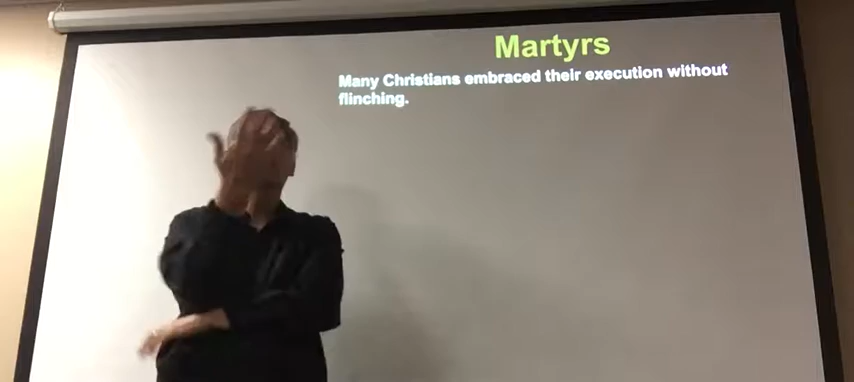 Martyrs
Many Christians embraced their execution without
flinching.